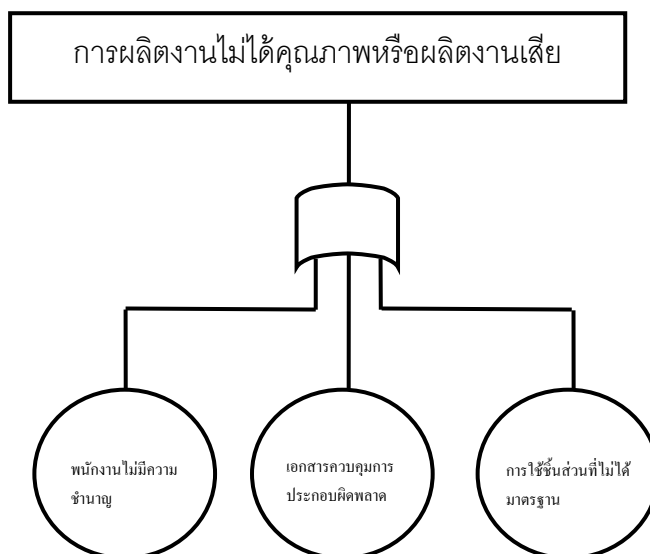 การผลิตงานไม่ได้คุณภาพหรือผลิตงานเสีย
พนักงานไม่มีความ
ชำนาญ
เอกสารควบคุมการ
ประกอบผิดพลาด
การใช้ชิ้นส่วนที่ไม่ได้
มาตรฐาน